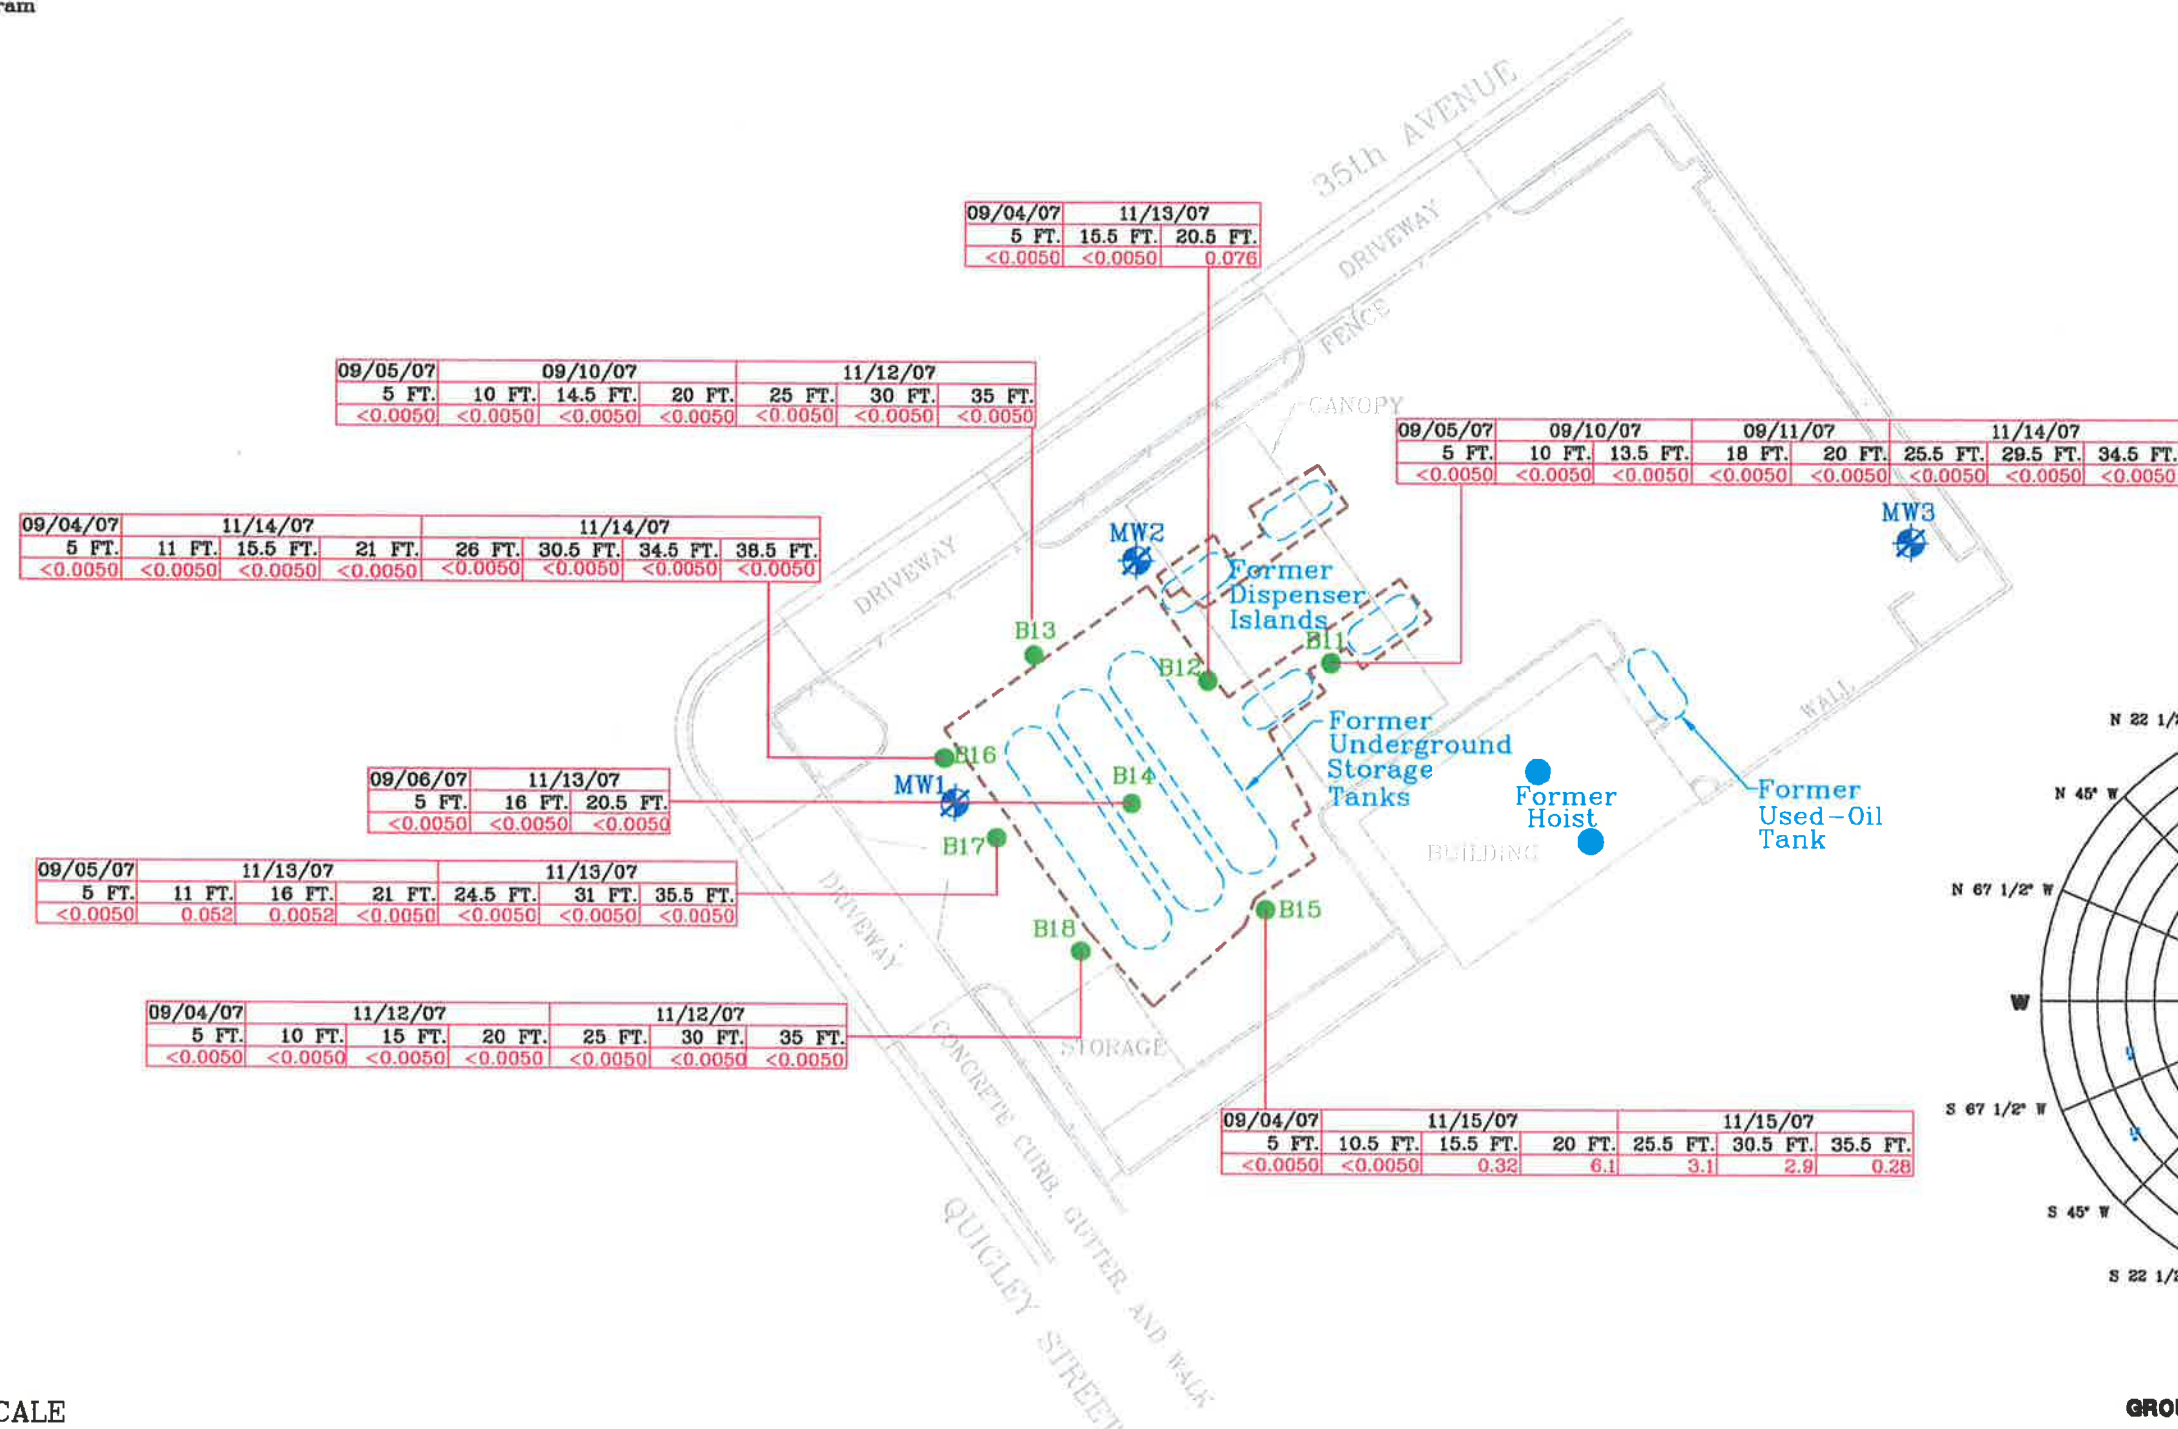 ram
35th AVENUE
DRIVEWAY
FENCE
CANOPY
09/04/07 11/13/07
5 FT. 15.5 FT. 20.5 FT.
<0.0050 <0.0050 0.076
09/05/07 09/10/07 11/12/07
5 FT. 10 FT. 14.5 FT. 20 FT. 25 FT. 30 FT. 35 FT.
<0.0050 <0.0050 <0.0050 <0.0050 <0.0050 <0.0050 <0.0050
09/05/07 09/10/07 09/11/07 11/14/07
5 FT. 10 FT. 13.5 FT. 18 FT. 20 FT. 25.5 FT. 29.5 FT. 34.5 FT.
<0.0050 <0.0050 <0.0050 <0.0050 <0.0050 <0.0050 <0.0050 <0.0050
09/04/07 11/14/07 11/14/07
5 FT. 11 FT. 15.5 FT. 21 FT. 26 FT. 30.5 FT. 34.5 FT. 38.5 FT.
<0.0050 <0.0050 <0.0050 <0.0050 <0.0050 <0.0050 <0.0050 <0.0050
MW2
MW3
DRIVEWAY
Former
Dispenser
Islands
B13
B11
B12
Former
Underground
Storage
Tanks
WALL
B16
B14
MW1
09/06/07 11/13/07
5 FT. 16 FT. 20.5 FT.
<0.0050 <0.0050 <0.0050
Former
Hoist
Former
Used-Oil
Tank
BUILDING
B17
09/05/07 11/13/07 11/13/07
5 FT. 11 FT. 16 FT. 21 FT. 24.5 FT. 31 FT. 35.5 FT.
<0.0050 0.052 0.0052 <0.0050 <0.0050 <0.0050 <0.0050
DRIVEWAY
B18
B15
09/04/07 11/12/07 11/12/07
5 FT. 10 FT. 15 FT. 20 FT. 25 FT. 30 FT. 35 FT.
<0.0050 <0.0050 <0.0050 <0.0050 <0.0050 <0.0050 <0.0050
STORAGE
CONCRETE CURB, GUTTER, AND WALK
09/04/07 11/15/07 11/15/07
5 FT. 10.5 FT. 15.5 FT. 20 FT. 25.5 FT. 30.5 FT. 35.5 FT.
<0.0050 <0.0050 0.32 6.1 3.1 2.9 0.28
QUIGLEY STREET
N 22 1/2
N 45° W
N 67 1/2° W
W
S 67 1/2° W
S 45° W
S 22 1/2
CALE
GROU